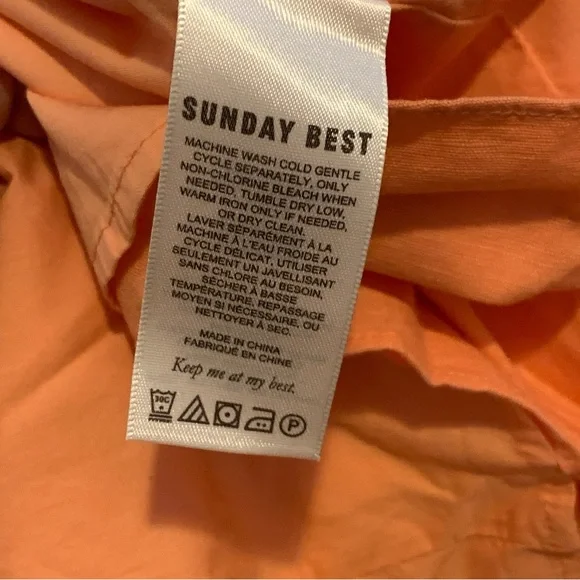 SUNDAY BEST
MACHINE WASH COLD GENTLE
CYCLE SEPARATELY, ONLY
NON-CHLORINE BLEACH WHEN
NEEDED. TUMBLE DRY LOW,
WARM IRON ONLY IF NEEDED,
OR DRY CLEAN.
LAVER SÉPARÉMENT À LA
MACHINE À L'EAU FROIDE AU
CYCLE DÉLICAT, UTILISER
SEULEMENT UN JAVELLISANT
SANS CHLORE AU BESOIN,
SÉCHER À BASSE
TEMPÉRATURE, REPASSAGE
MOYEN SI NÉCESSAIRE, OU
NETTOYER À SEC.
MADE IN CHINA
FABRIQUÉ EN CHINE
Keep me at my best.
30C P